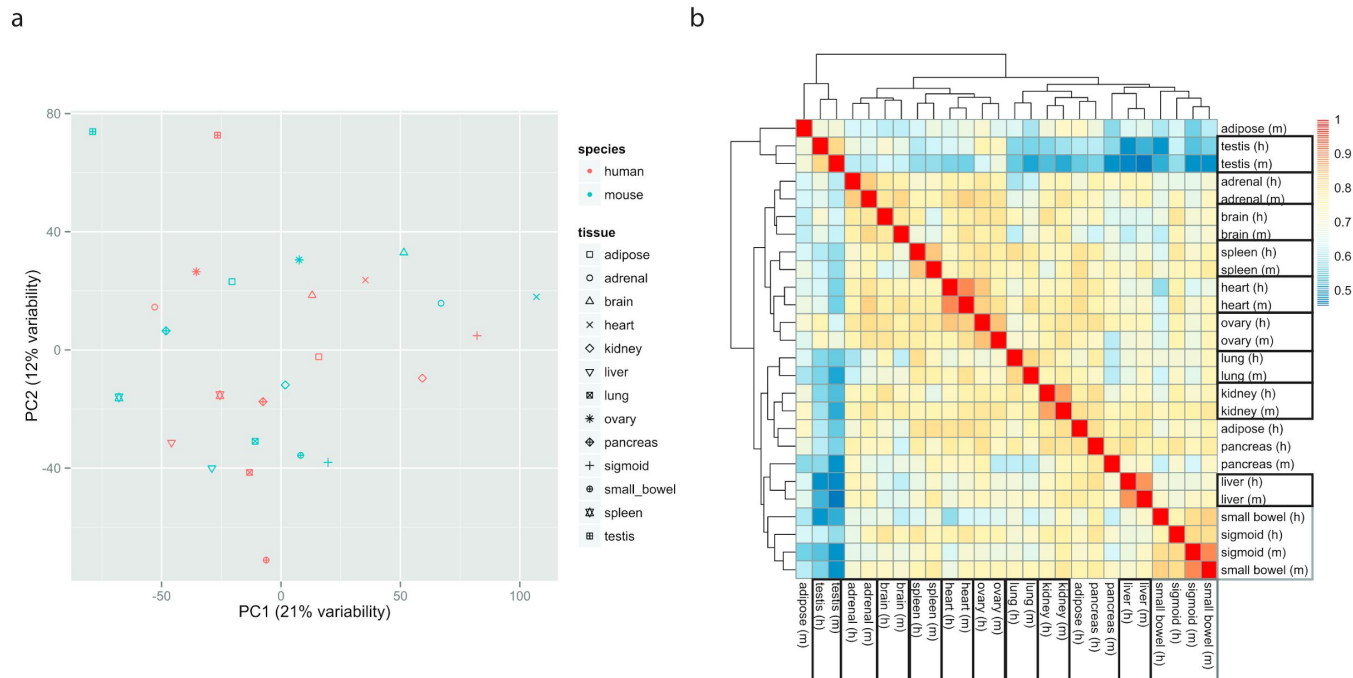 a
80
40
0
-40
PC2 (12% variability)
-50
0
50
100
PC1 (21% variability)
species
human
mouse
tissue
adipose
adrenal
brain
heart
kidney
liver
lung
ovary
pancreas
sigmoid
small_bowel
spleen
testis
b
adipose (m)
testis (h)
testis (m)
adrenal (h)
adrenal (m)
brain (h)
brain (m)
spleen (h)
spleen (m)
heart (h)
heart (m)
ovary (h)
ovary (m)
lung (h)
lung (m)
kidney (h)
kidney (m)
adipose (h)
pancreas (h)
pancreas (m)
liver (h)
liver (m)
small bowel (h)
sigmoid (h)
sigmoid (m)
small bowel (m)
1
0.9
0.8
0.7
0.6
0.5
adipose (m)
testis (h)
testis (m)
adrenal (h)
adrenal (m)
brain (h)
brain (m)
spleen (h)
spleen (m)
heart (h)
heart (m)
ovary (h)
ovary (m)
lung (h)
lung (m)
kidney (h)
kidney (m)
adipose (h)
pancreas (h)
pancreas (m)
liver (h)
liver (m)
small bowel (h)
sigmoid (h)
sigmoid (m)
small bowel (m)